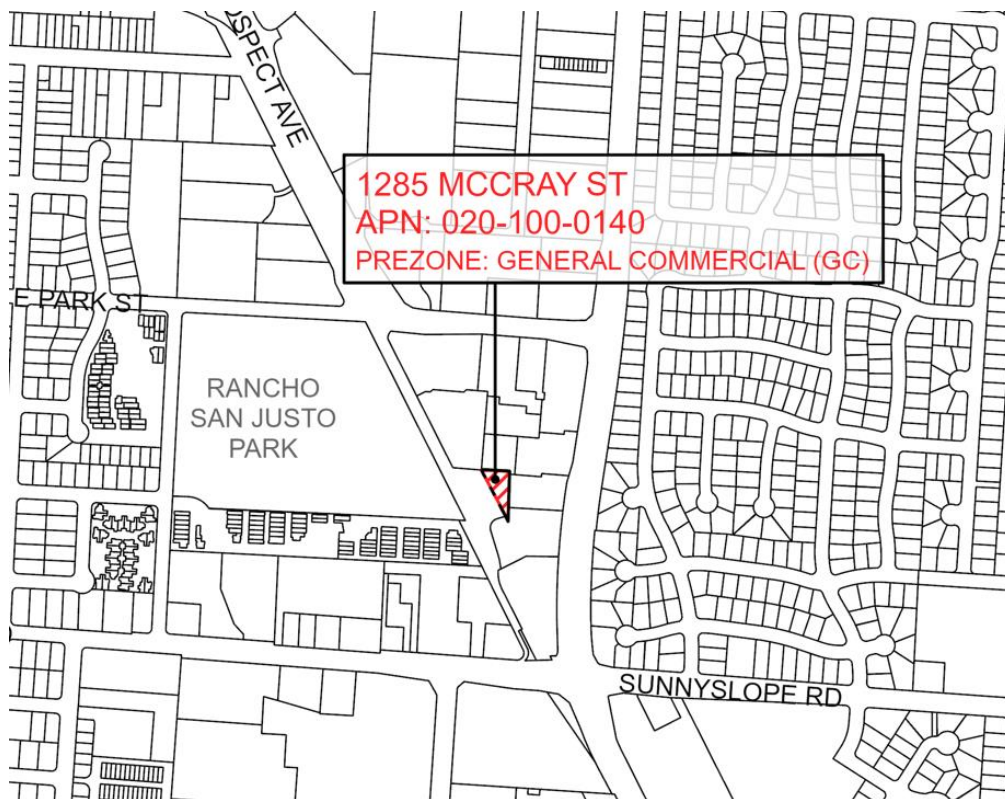 OSPECT AVE
1285 MCCRAY ST
APN: 020-100-0140
PREZONE: GENERAL COMMERCIAL (GC)
E PARK ST
RANCHO
SAN JUSTO
PARK
SUNNYSLOPE RD